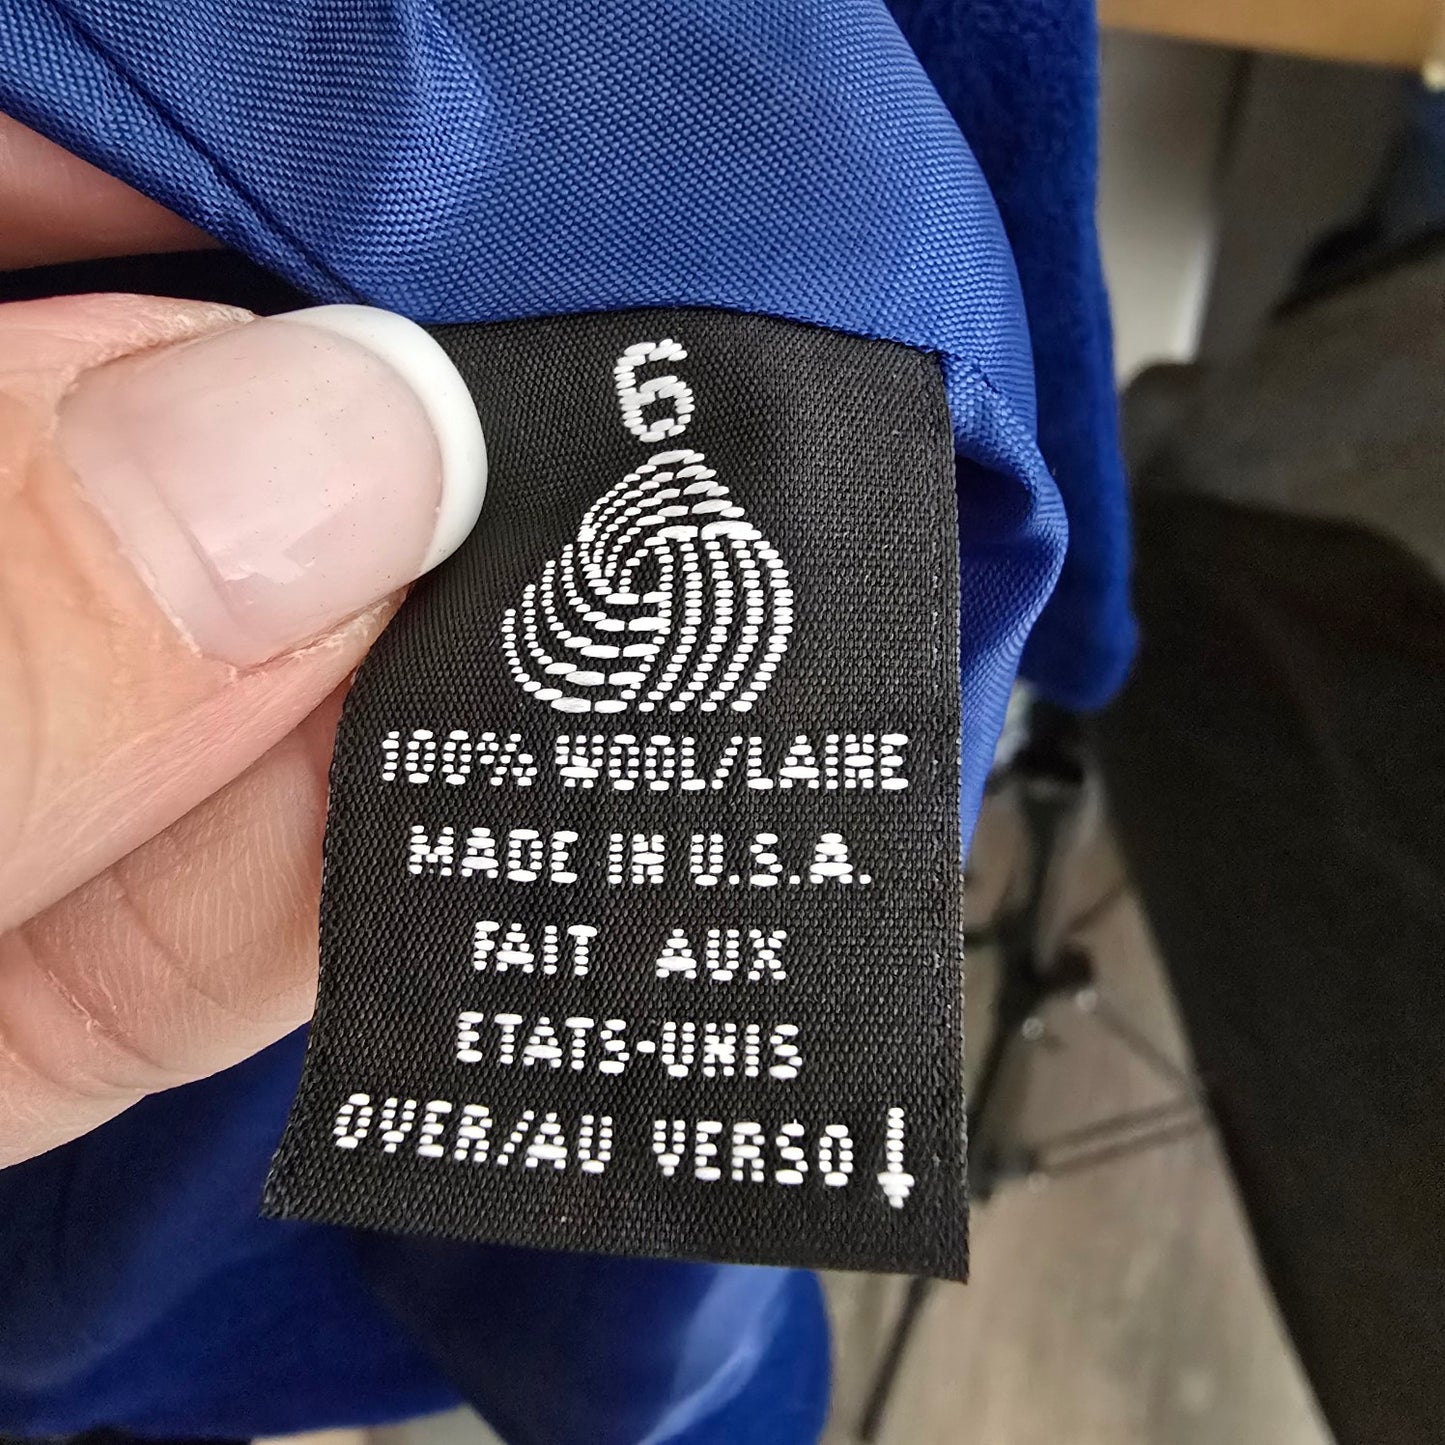 6
100% WOOL/LAINE
MADE IN U.S.A.
FAIT AUX
ETATS-UNIS
OVER/AU VERSO